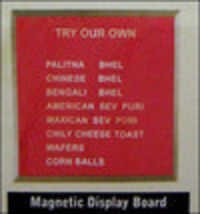 TRY OUR OWN
PALITNA BHEL
CHINESE BHEL
BENGALI BHEL
AMERICAN SEV PURI
MAXICAN SEV PURI
CHILY CHEESE TOAST
WAFERS
CORN BALLS
Magnetic Display Board